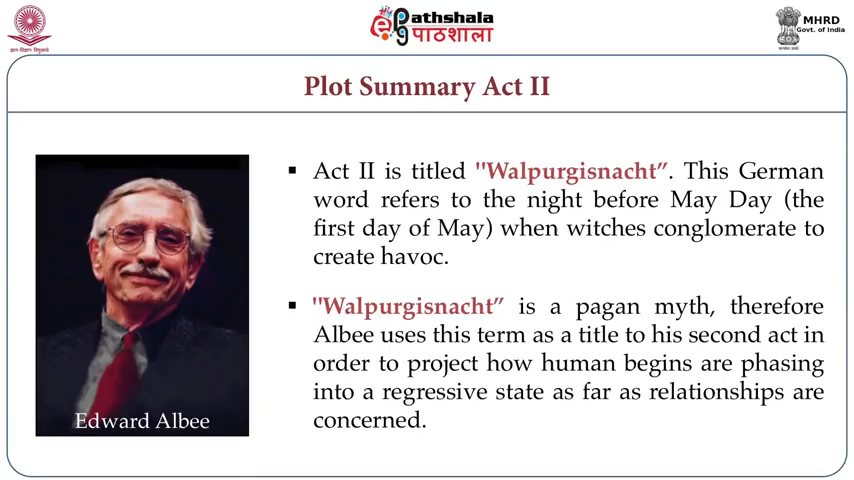 Pathshala
पाठशाला
MHRD
Govt. of India
Plot Summary Act II
▪ Act II is titled "Walpurgisnacht”. This German
word refers to the night before May Day (the
first day of May) when witches conglomerate to
create havoc.
▪ "Walpurgisnacht” is a pagan myth, therefore
Albee uses this term as a title to his second act in
order to project how human begins are phasing
into a regressive state as far as relationships are
concerned.
Edward Albee